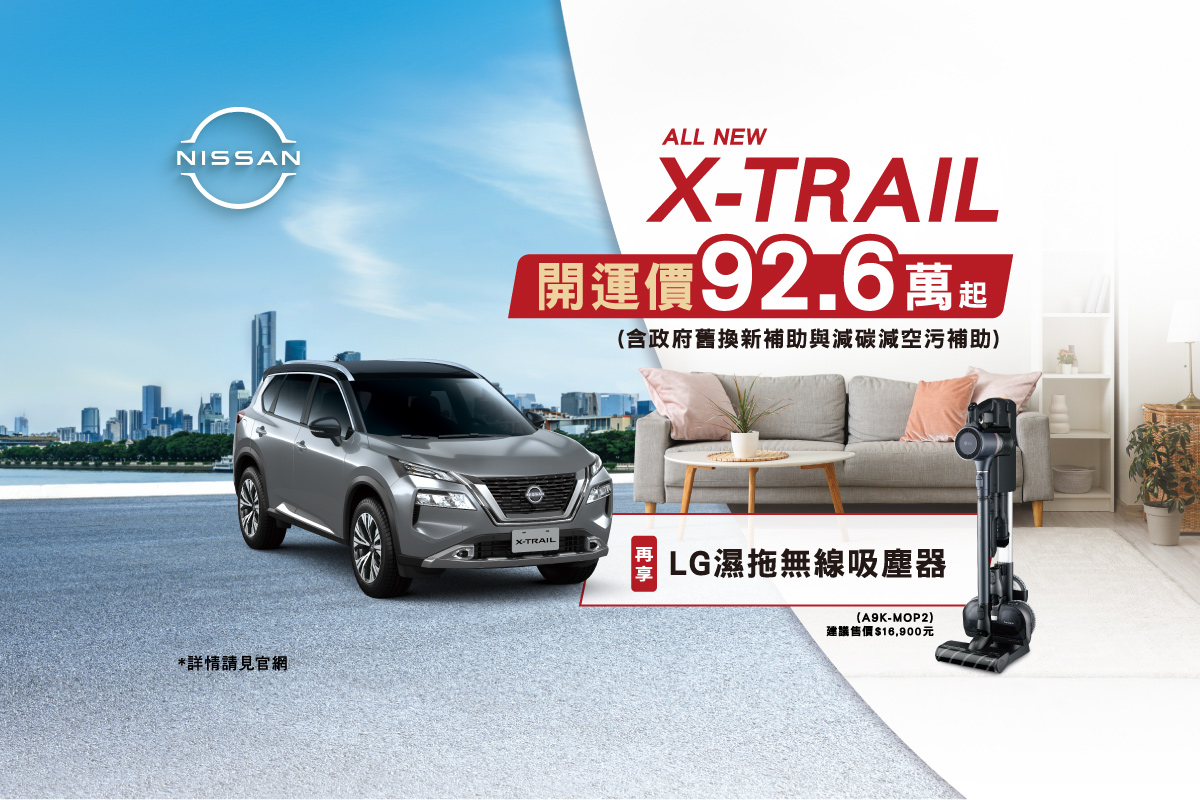 NISSAN
ALL NEW
X-TRAIL
開運價92.6萬起
(含政府舊換新補助與減碳減空污補助)
X-TRAIL
再享
LG濕拖無線吸塵器
(A9K-MOP2)
建議售價$16,900元
*詳情請見官網